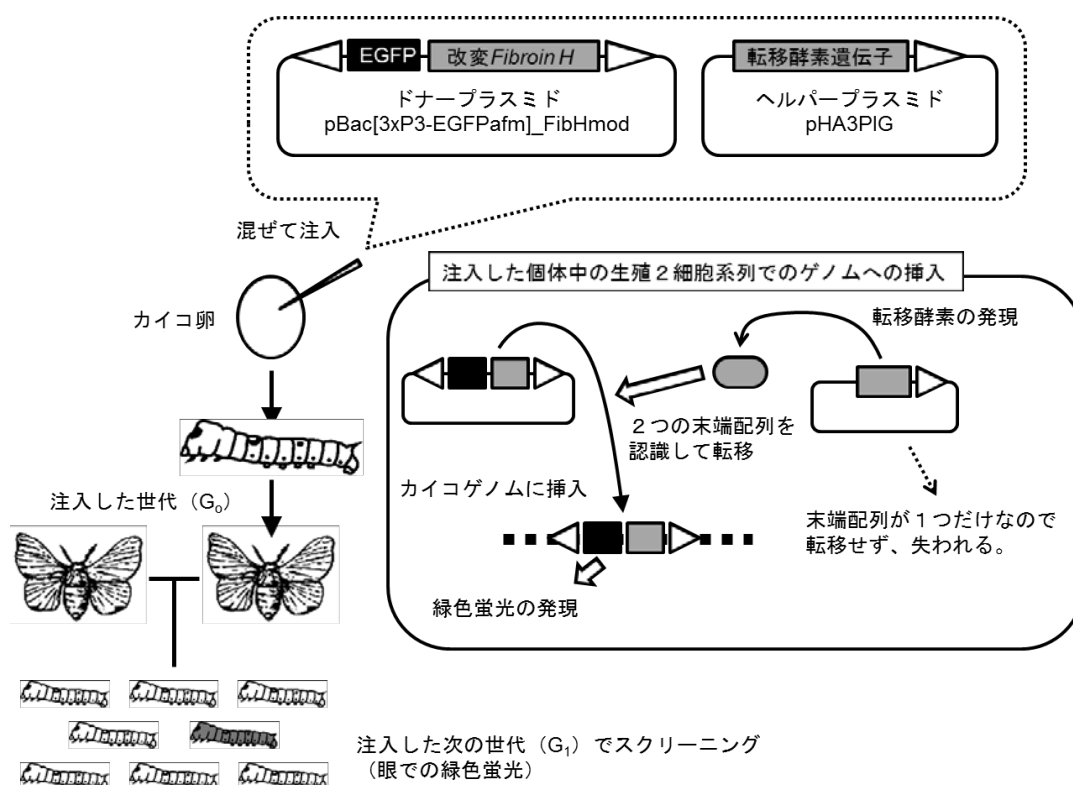 EGFP
改変Fibroin H
ドナープラスミド
pBac[3xP3-EGFPafm]_FibHmod
転移酵素遺伝子
ヘルパープラスミド
pHA3PIG
混ぜて注入
カイコ卵
注入した世代（G₀）
注入した個体中の生殖２細胞系列でのゲノムへの挿入
転移酵素の発現
２つの末端配列を
認識して転移
カイコゲノムに挿入
末端配列が１つだけなので
転移せず、失われる。
緑色蛍光の発現
注入した次の世代（G₁）でスクリーニング
（眼での緑色蛍光）